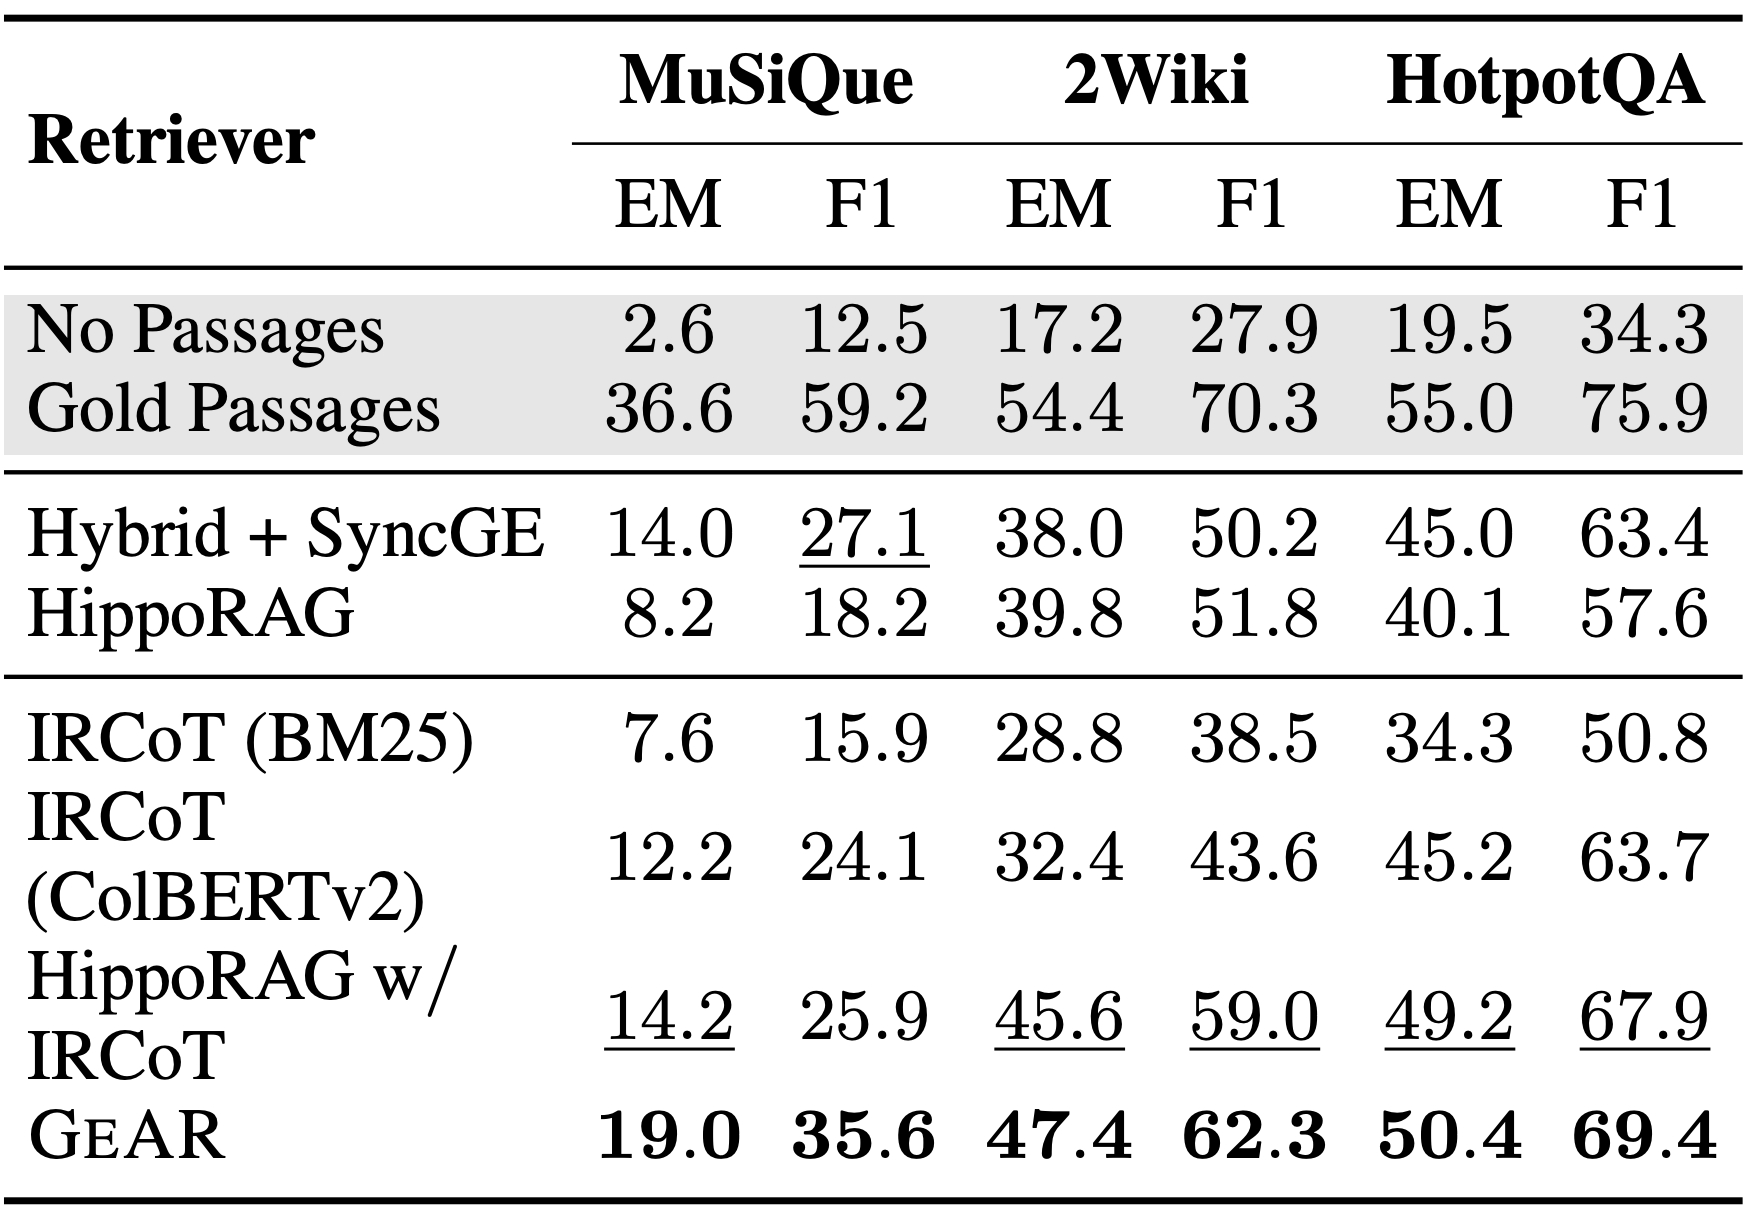 Retriever MuSiQue 2Wiki HotpotQA
EM F1 EM F1 EM F1
No Passages 2.6 12.5 17.2 27.9 19.5 34.3
Gold Passages 36.6 59.2 54.4 70.3 55.0 75.9
Hybrid + SyncGE 14.0 27.1 38.0 50.2 45.0 63.4
HippoRAG 8.2 18.2 39.8 51.8 40.1 57.6
IRCoT (BM25) 7.6 15.9 28.8 38.5 34.3 50.8
IRCoT
(ColBERTv2) 12.2 24.1 32.4 43.6 45.2 63.7
HippoRAG w/
IRCoT 14.2 25.9 45.6 59.0 49.2 67.9
GEAR 19.0 35.6 47.4 62.3 50.4 69.4